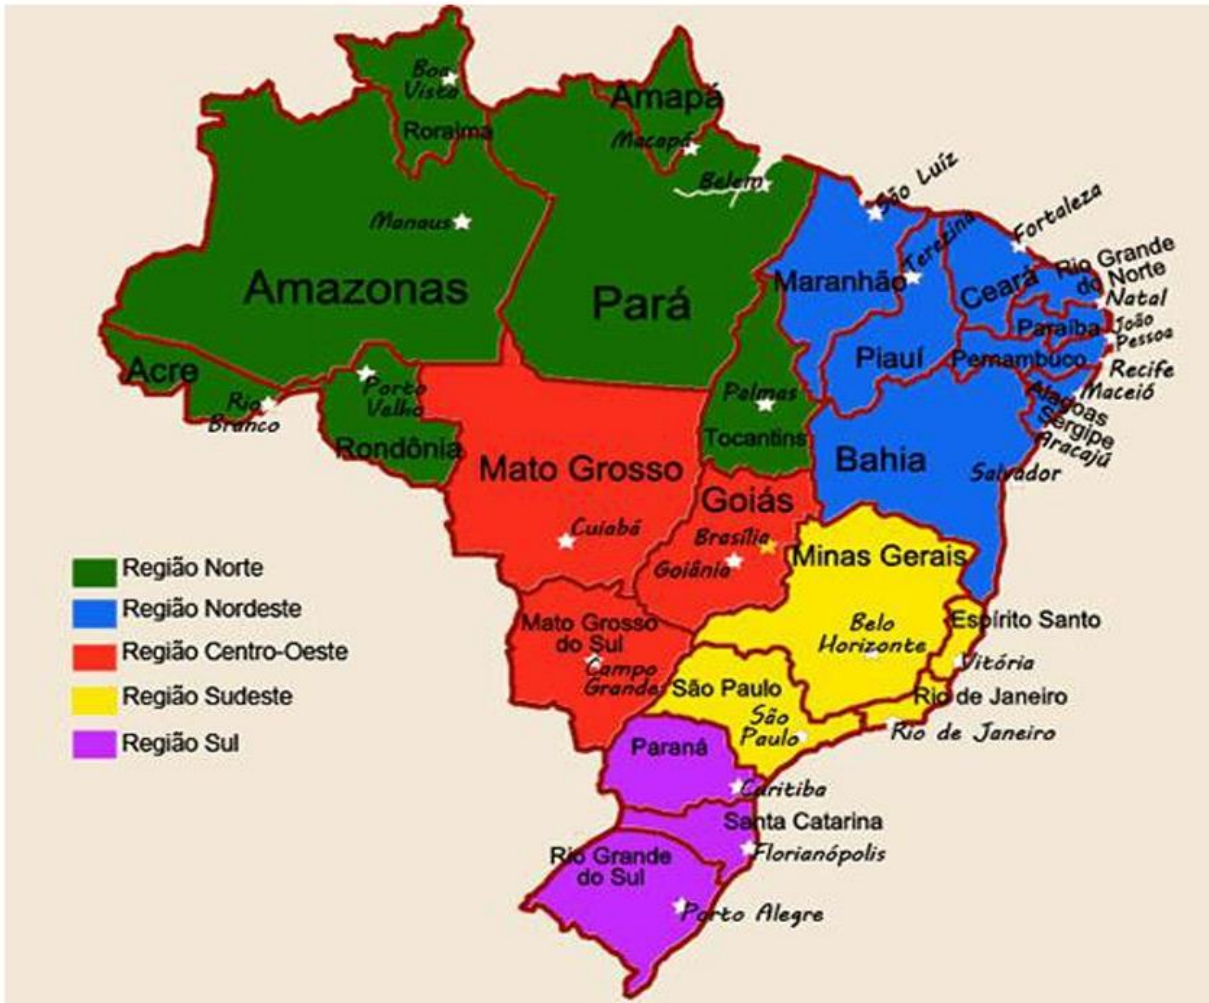 Boa
Vista
Roraima
Amapá
Macapá
Belem
Manaus
Amazonas
Pará
São Luíz
Terezina
Fortaleza
Maranhão
Ceará
Rio Grande
do Norte
Natal
Paraíba
João
Pessoa
Piauí
Pernambuco
Recife
Maceió
Alagoas
Sergipe
Aracajú
Acre
Rio
Branco
Porto
Velho
Rondônia
Palmas
Tocantins
Bahia
Salvador
Mato Grosso
Cuiabá
Goiás
Brasília
Goiânia
Minas Gerais
Belo
Horizonte
Espírito Santo
Vitória
Mato Grosso
do Sul
Campo
Grande
São Paulo
São
Paulo
Rio de Janeiro
Rio de Janeiro
Paraná
Curitiba
Santa Catarina
Florianópolis
Rio Grande
do Sul
Porto Alegre
Região Norte
Região Nordeste
Região Centro-Oeste
Região Sudeste
Região Sul